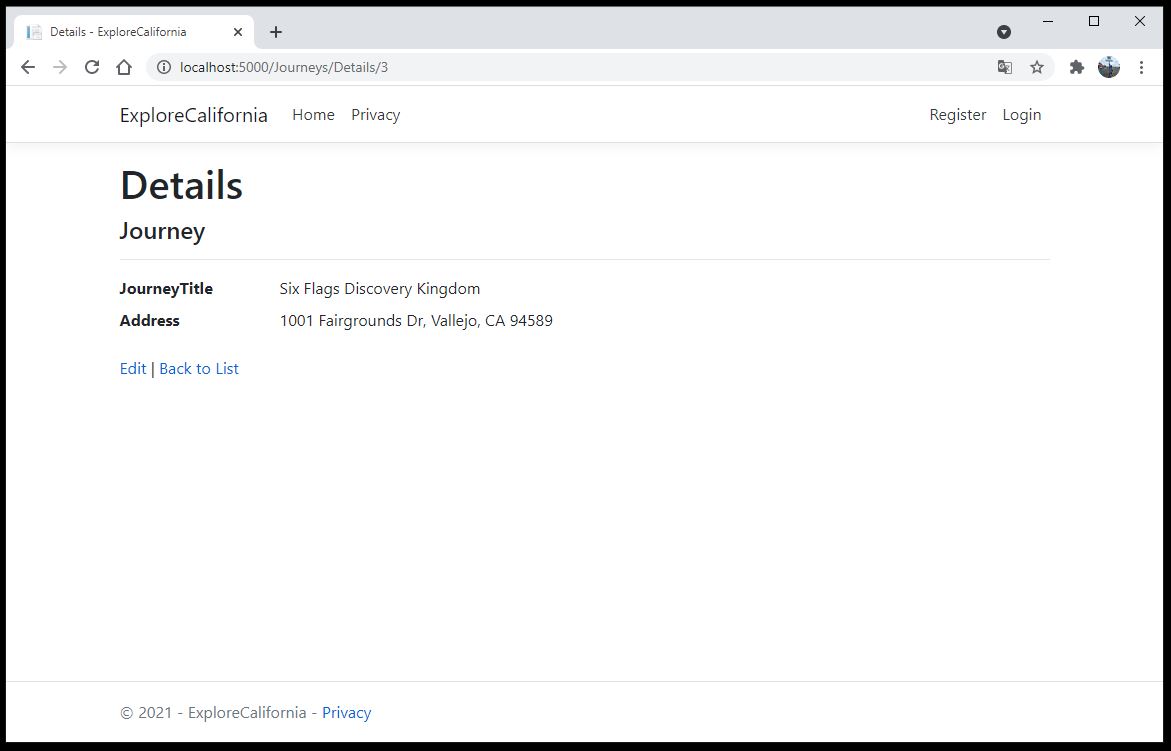 Details - ExploreCalifornia
localhost:5000/Journeys/Details/3
ExploreCalifornia Home Privacy Register Login
Details
Journey
JourneyTitle Six Flags Discovery Kingdom
Address 1001 Fairgrounds Dr, Vallejo, CA 94589
Edit | Back to List
© 2021 - ExploreCalifornia - Privacy